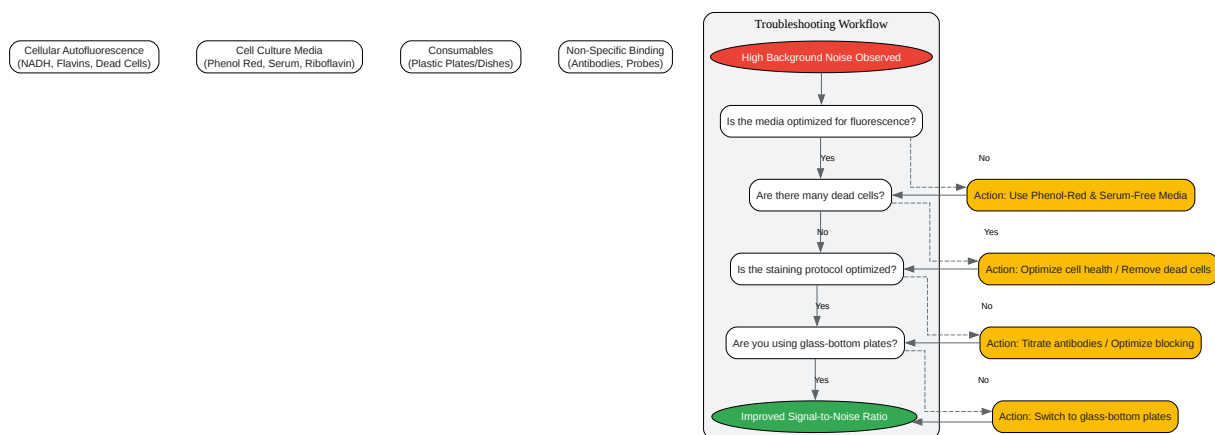 Cellular Autofluorescence
(NADH, Flavins, Dead Cells)
Cell Culture Media
(Phenol Red, Serum, Riboflavin)
Consumables
(Plastic Plates/Dishes)
Non-Specific Binding
(Antibodies, Probes)
Troubleshooting Workflow
High Background Noise Observed
Is the media optimized for fluorescence?
Yes
No
Are there many dead cells?
Action: Use Phenol-Red & Serum-Free Media
No
Yes
Is the staining protocol optimized?
Action: Optimize cell health / Remove dead cells
Yes
No
Are you using glass-bottom plates?
Action: Titrate antibodies / Optimize blocking
Yes
No
Improved Signal-to-Noise Ratio
Action: Switch to glass-bottom plates